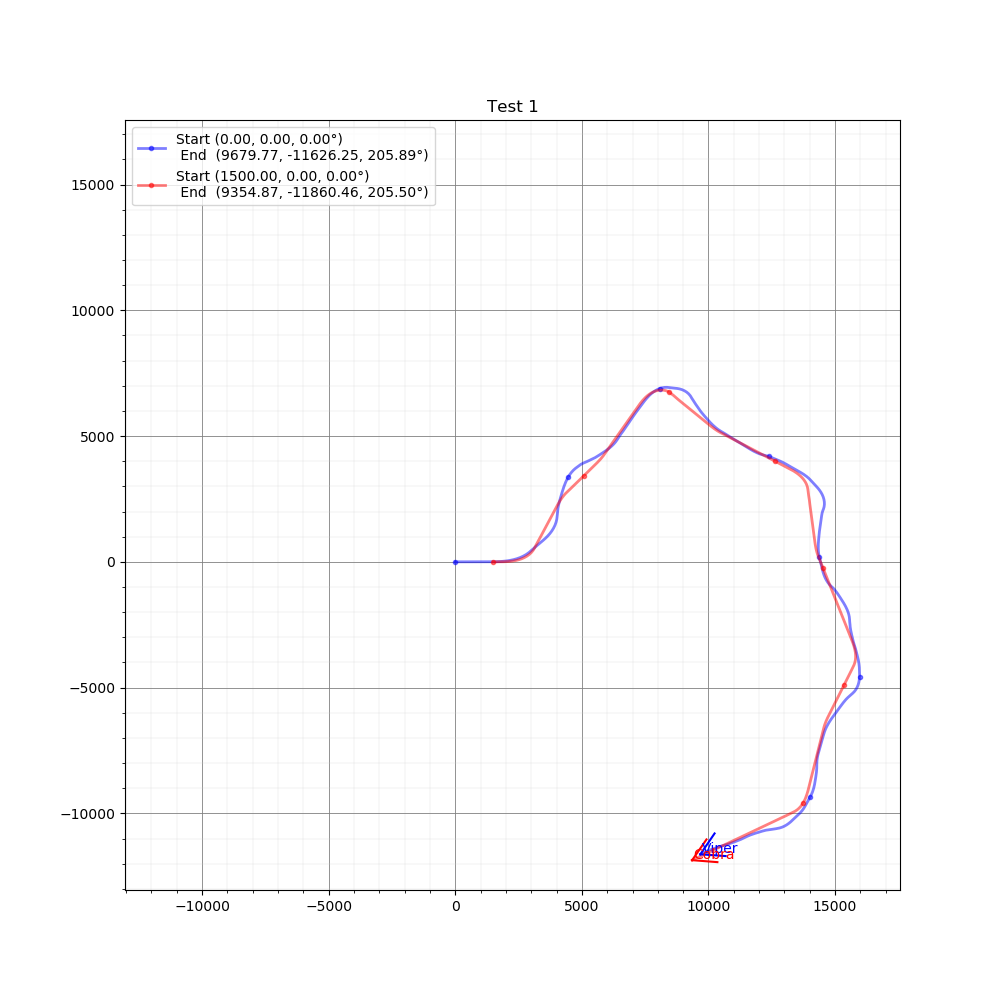 Test 1
Start (0.00, 0.00, 0.00°)
End (9679.77, -11626.25, 205.89°)
Start (1500.00, 0.00, 0.00°)
End (9354.87, -11860.46, 205.50°)
15000
10000
5000
0
−5000
−10000
Viper
Cobra
−10000 −5000 0 5000 10000 15000